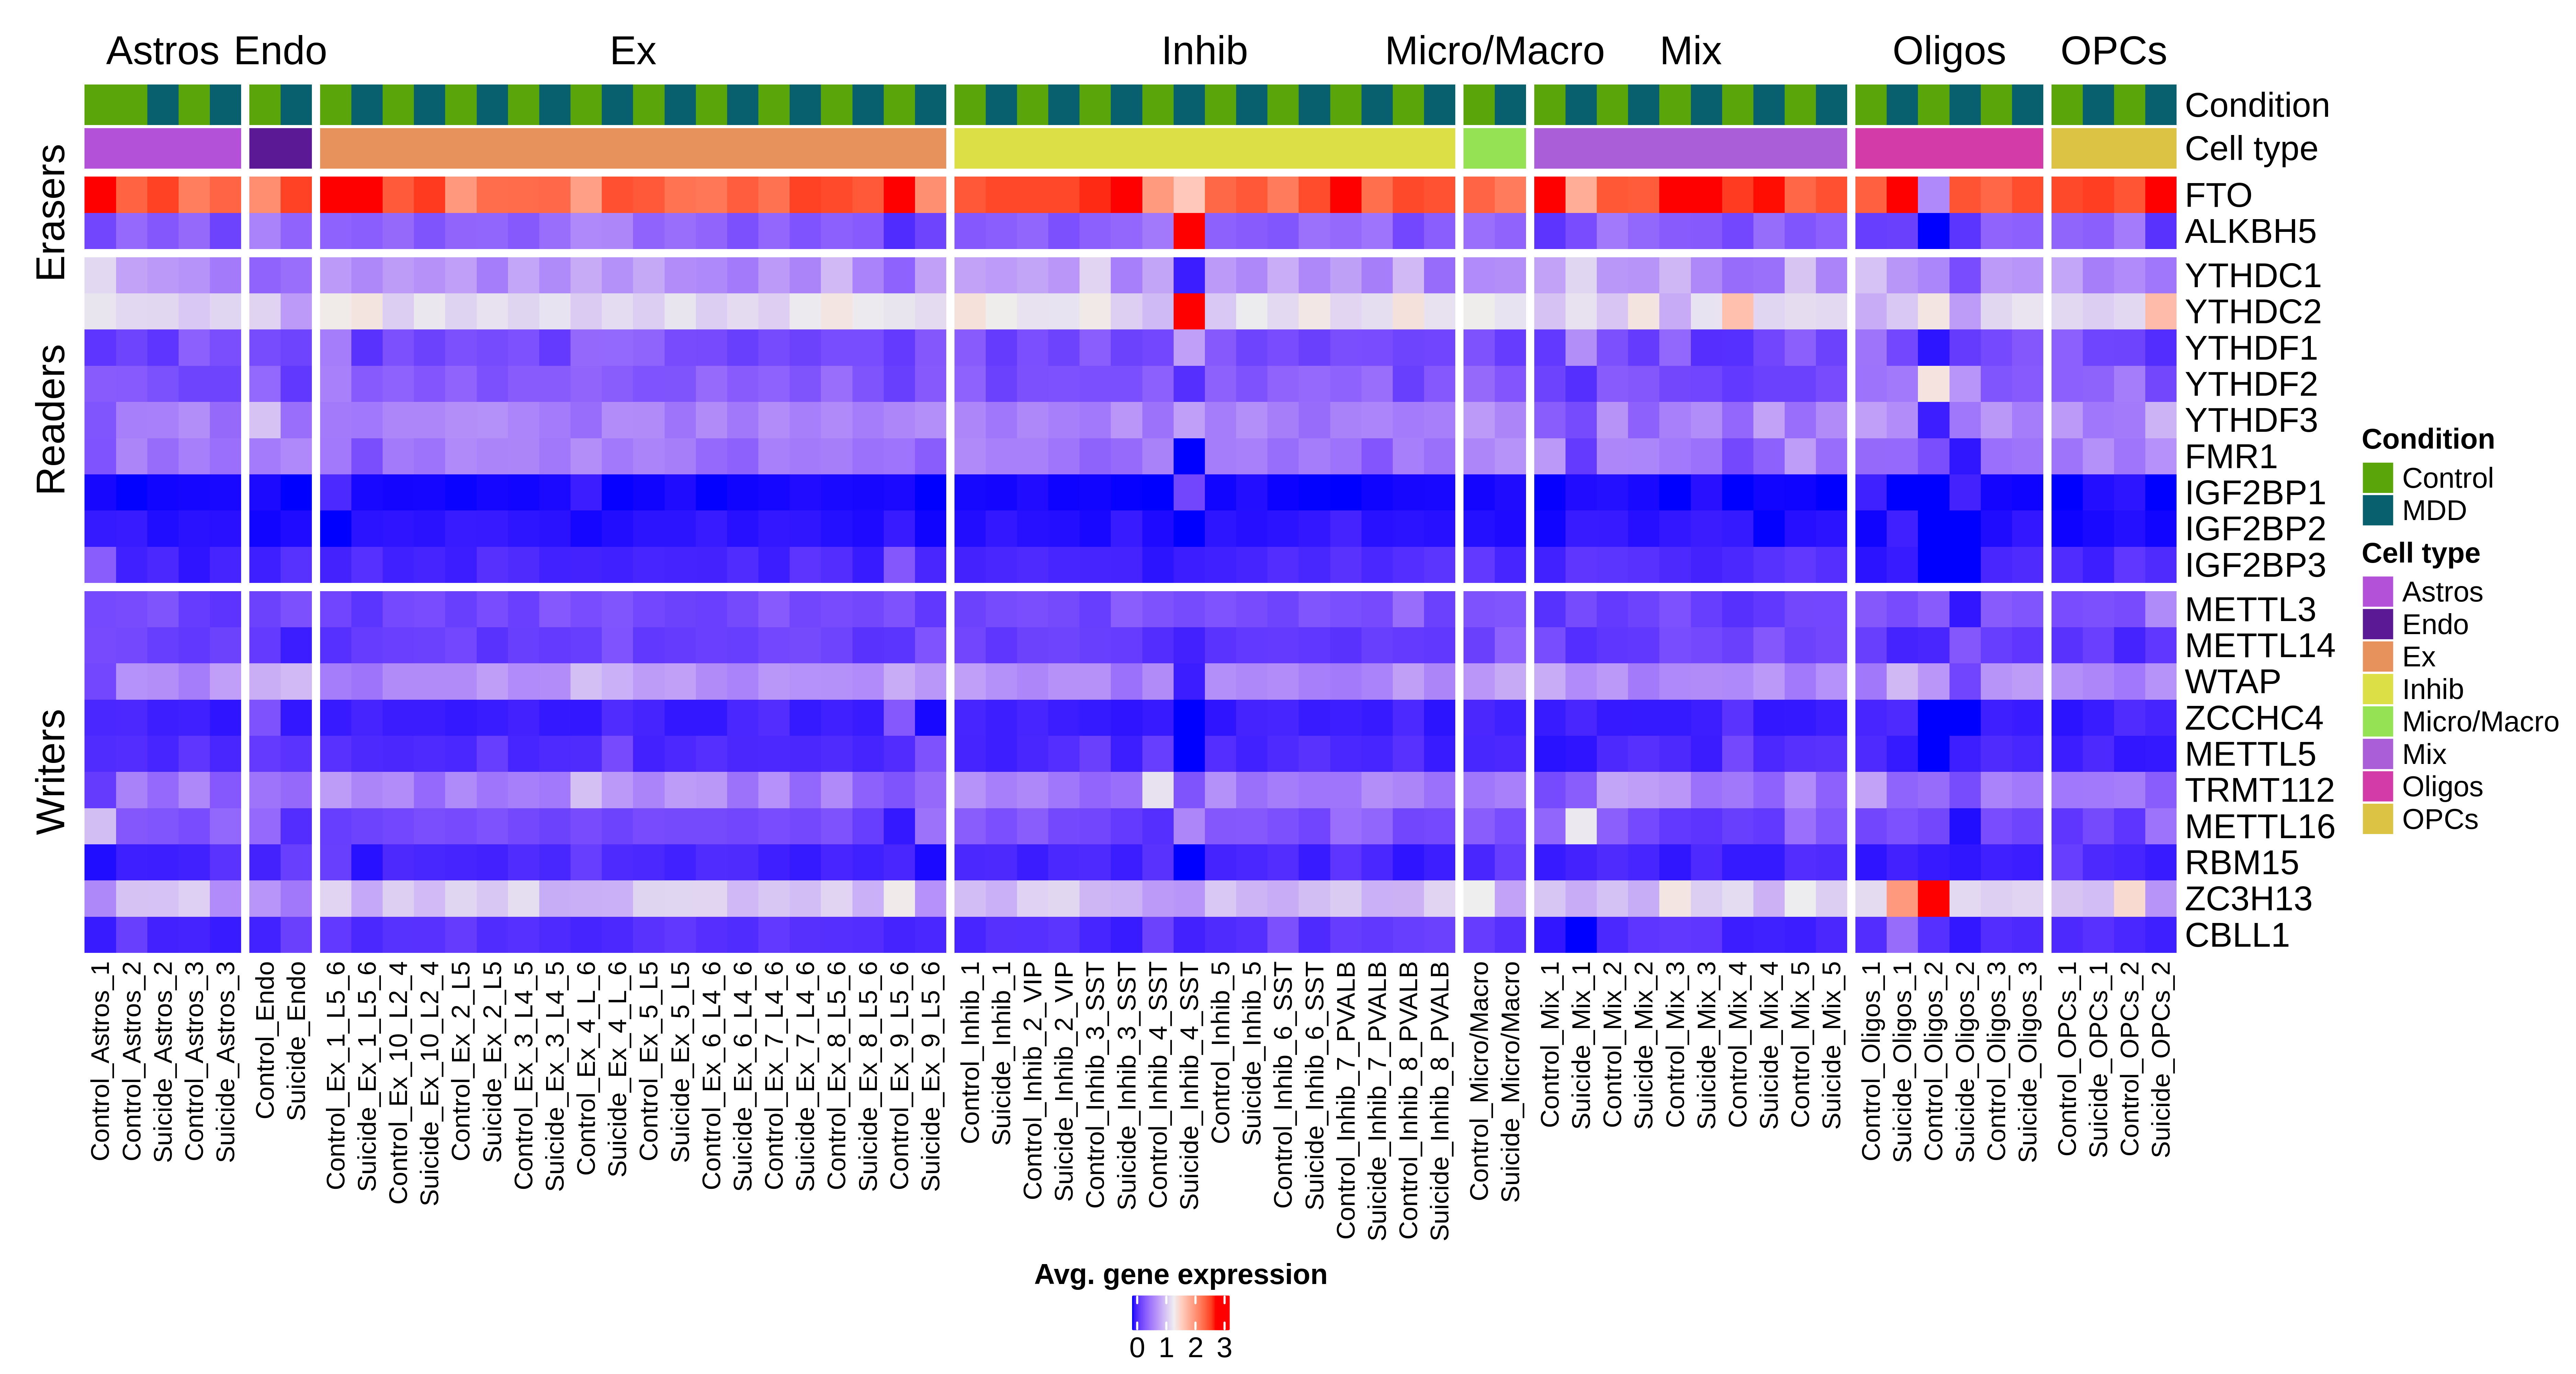 Astros Endo Ex Inhib Micro/Macro Mix Oligos OPCs
Condition
Cell type
Erasers
FTO
ALKBH5
Readers
YTHDC1
YTHDC2
YTHDF1
YTHDF2
YTHDF3
FMR1
IGF2BP1
IGF2BP2
IGF2BP3
Writers
METTL3
METTL14
WTAP
ZCCHC4
METTL5
TRMT112
METTL16
RBM15
ZC3H13
CBLL1
Control_Astros_1
Control_Astros_2
Suicide_Astros_2
Control_Astros_3
Suicide_Astros_3
Control_Endo
Suicide_Endo
Control_Ex_1_L5_6
Suicide_Ex_1_L5_6
Control_Ex_10_L2_4
Suicide_Ex_10_L2_4
Control_Ex_2_L5
Suicide_Ex_2_L5
Control_Ex_3_L4_5
Suicide_Ex_3_L4_5
Control_Ex_4_L_6
Suicide_Ex_4_L_6
Control_Ex_5_L5
Suicide_Ex_5_L5
Control_Ex_6_L4_6
Suicide_Ex_6_L4_6
Control_Ex_7_L4_6
Suicide_Ex_7_L4_6
Control_Ex_8_L5_6
Suicide_Ex_8_L5_6
Control_Ex_9_L5_6
Suicide_Ex_9_L5_6
Control_Inhib_1
Suicide_Inhib_1
Control_Inhib_2_VIP
Suicide_Inhib_2_VIP
Control_Inhib_3_SST
Suicide_Inhib_3_SST
Control_Inhib_4_SST
Suicide_Inhib_4_SST
Control_Inhib_5
Suicide_Inhib_5
Control_Inhib_6_SST
Suicide_Inhib_6_SST
Control_Inhib_7_PVALB
Suicide_Inhib_7_PVALB
Control_Inhib_8_PVALB
Suicide_Inhib_8_PVALB
Control_Micro/Macro
Suicide_Micro/Macro
Control_Mix_1
Suicide_Mix_1
Control_Mix_2
Suicide_Mix_2
Control_Mix_3
Suicide_Mix_3
Control_Mix_4
Suicide_Mix_4
Control_Mix_5
Suicide_Mix_5
Control_Oligos_1
Suicide_Oligos_1
Control_Oligos_2
Suicide_Oligos_2
Control_Oligos_3
Suicide_Oligos_3
Control_OPCs_1
Suicide_OPCs_1
Control_OPCs_2
Suicide_OPCs_2
Condition
Control
MDD
Cell type
Astros
Endo
Ex
Inhib
Micro/Macro
Mix
Oligos
OPCs
Avg. gene expression
0 1 2 3